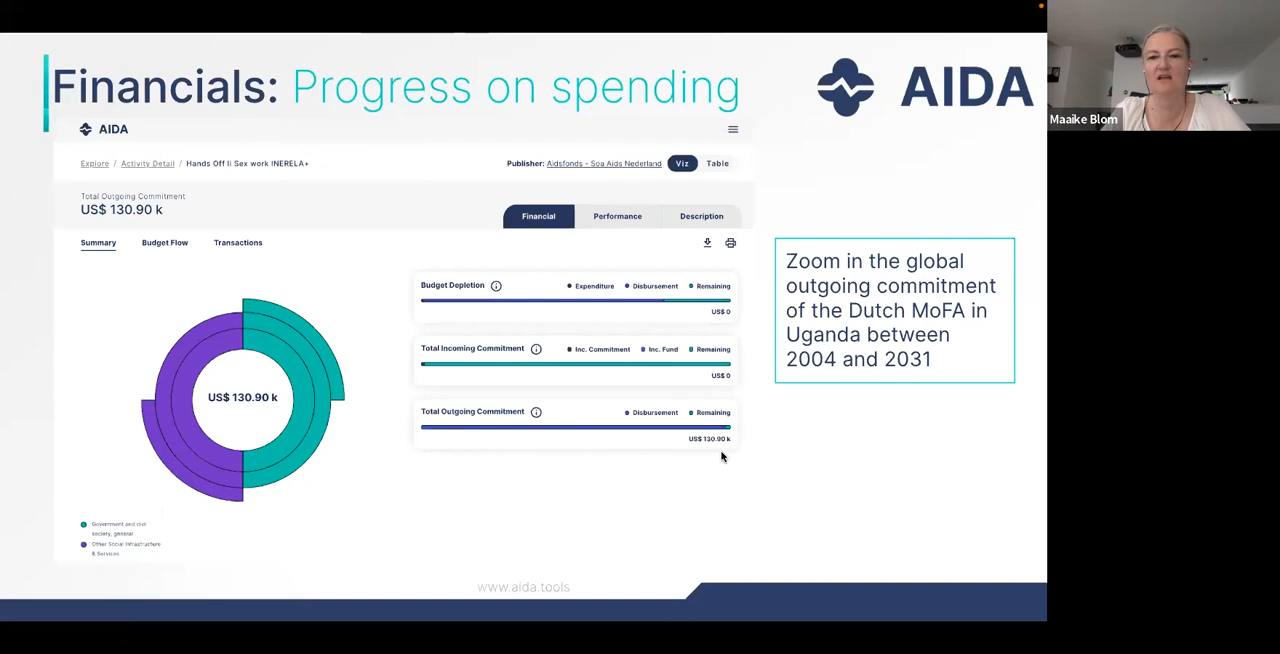 Financials: Progress on spending
AIDA
Maaike Blom
AIDA
Explore / Activity Detail / Hands Off Ii Sex work INERELA+
Publisher: Aidsfonds - Soa Aids Nederland Viz Table
Total Outgoing Commitment
US$ 130.90 k
Financial Performance Description
Summary Budget Flow Transactions
Budget Depletion Expenditure Disbursement Remaining
US$ 0
Total Incoming Commitment Inc. Commitment Inc. Fund Remaining
US$ 0
Total Outgoing Commitment Disbursement Remaining
US$ 130.90 k
US$ 130.90 k
Government and civil
society, general
Other Social Infrastructure
& Services
Zoom in the global
outgoing commitment
of the Dutch MoFA in
Uganda between
2004 and 2031
www.aida.tools